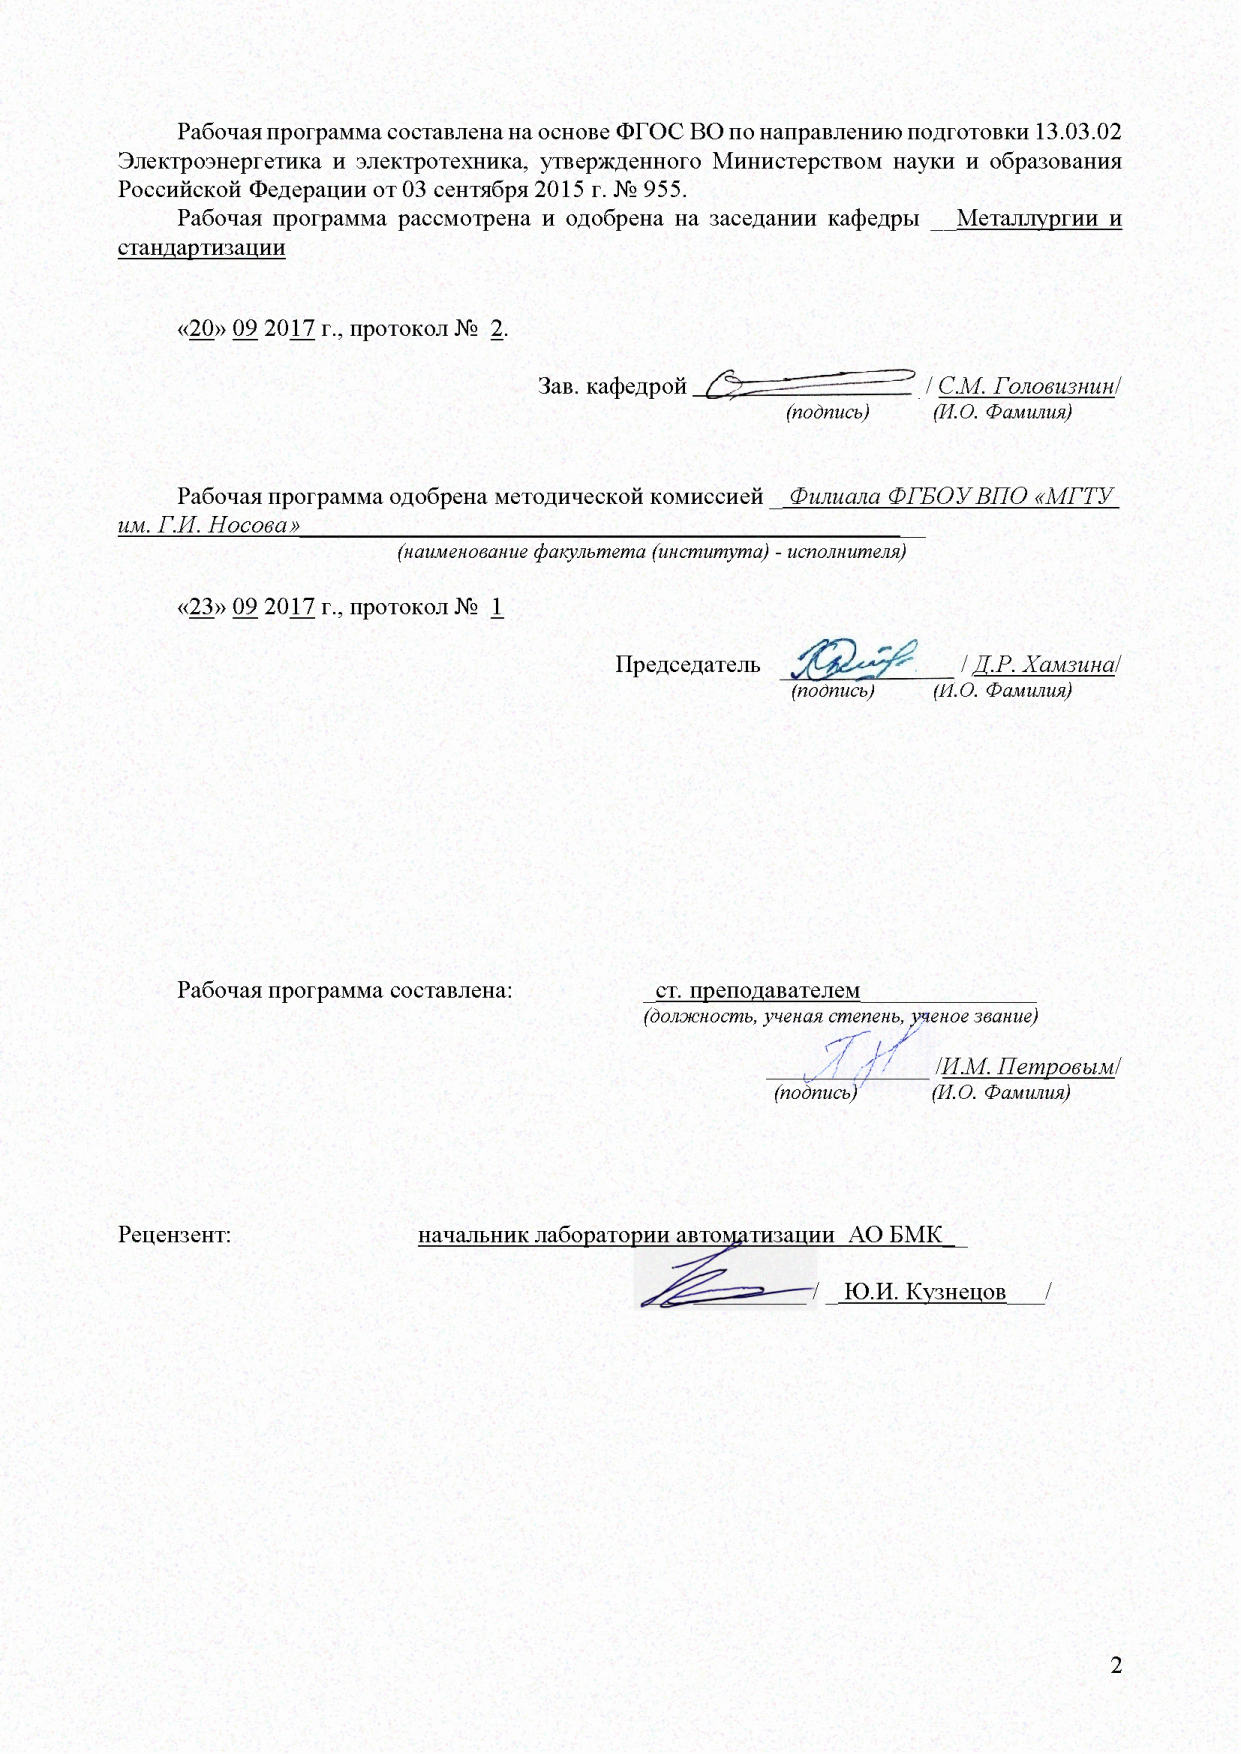 Рабочая программа составлена на основе ФГОС ВО по направлению подготовки 13.03.02
Электроэнергетика и электротехника, утвержденного Министерством науки и образования
Российской Федерации от 03 сентября 2015 г. № 955.
Рабочая программа рассмотрена и одобрена на заседании кафедры __Металлургии и
стандартизации
«20» 09 2017 г., протокол № 2.
Зав. кафедрой / С.М. Головизнин/
(подпись) (И.О. Фамилия)
Рабочая программа одобрена методической комиссией _ Филиала ФГБОУ ВПО «МГТУ
им. Г.И. Носова»
(наименование факультета (института) - исполнителя)
«23» 09 2017 г., протокол № 1
Председатель / Д.Р. Хамзина/
(подпись) (И.О. Фамилия)
Рабочая программа составлена: ст. преподавателем
(должность, ученая степень, ученое звание)
/И.М. Петровым/
(подпись) (И.О. Фамилия)
Рецензент: начальник лаборатории автоматизации АО БМК
/ Ю.И. Кузнецов /
2